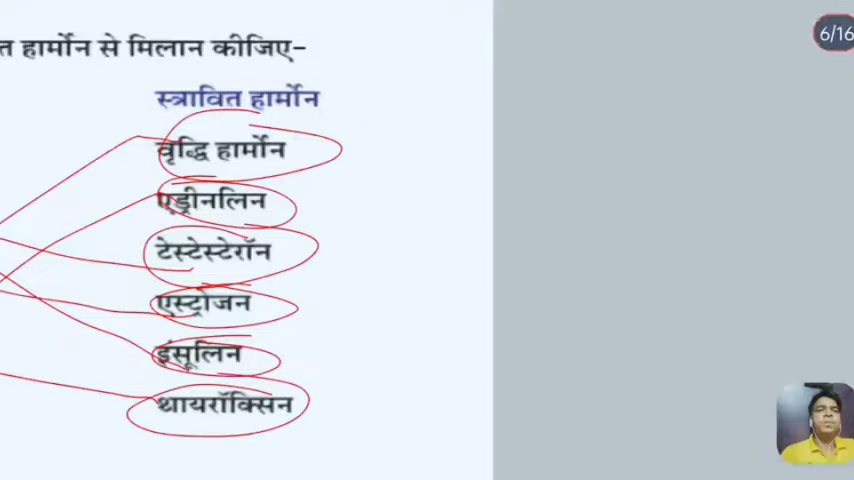 त हार्मोन से मिलान कीजिए-
6/16
स्त्रावित हार्मोन
वृद्धि हार्मोन
एड्रीनलिन
टेस्टेस्टेरॉन
एस्ट्रोजन
इंसूलिन
थायरॉक्सिन